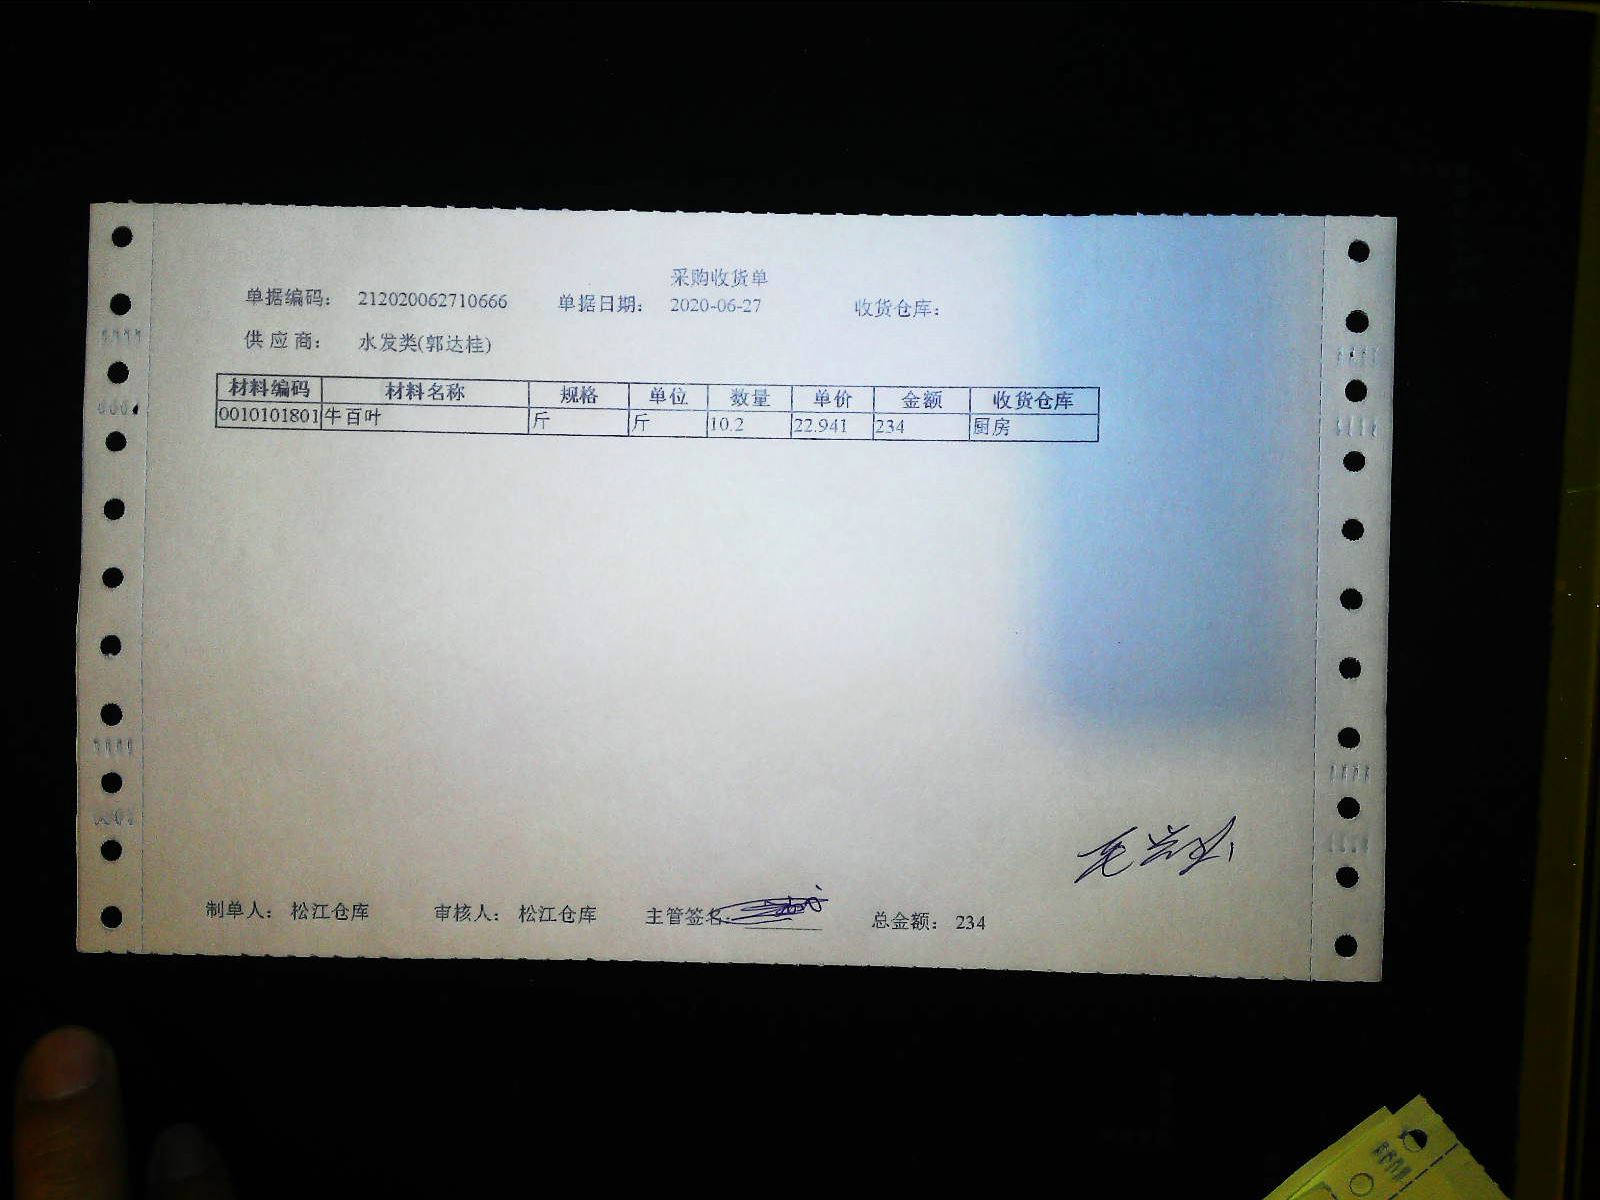 采购收货单
单据编码： 212020062710666 单据日期： 2020-06-27 收货仓库：
供应商： 水发类(郭达桂)
材料编码 材料名称 规格 单位 数量 单价 金额 收货仓库
0010101801 牛百叶 斤 斤 10.2 22.941 234 厨房
制单人： 松江仓库 审核人： 松江仓库 主管签名： 总金额： 234